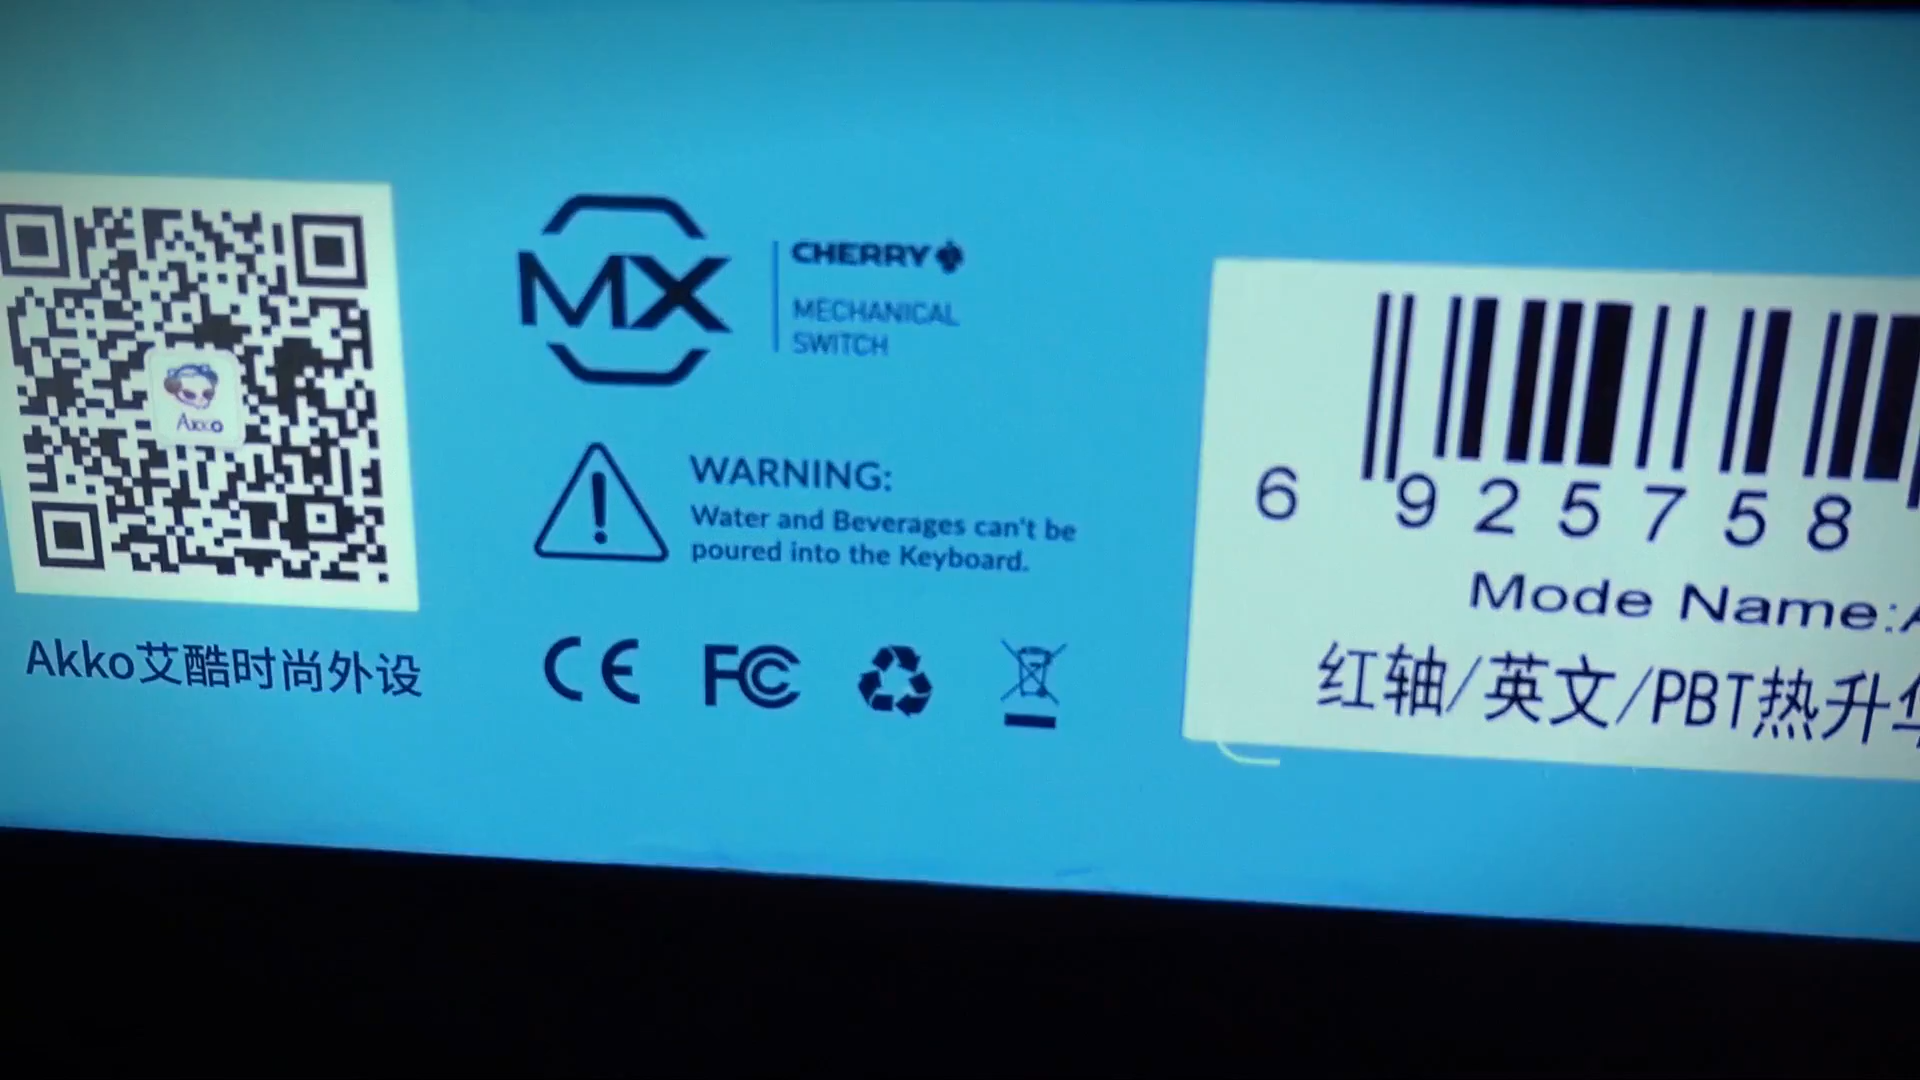 Akko
Akko艾酷时尚外设
MX
CHERRY
MECHANICAL
SWITCH
WARNING:
Water and Beverages can't be
poured into the Keyboard.
CE FC
6 925758
Mode Name:
红轴/英文/PBT热升华